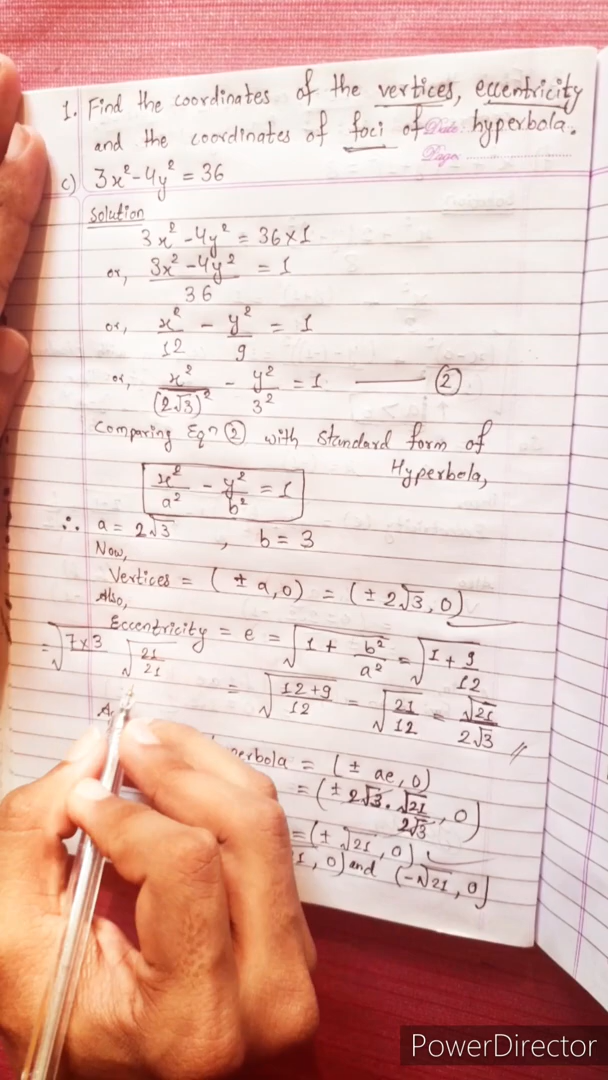 1. Find the coordinates of the vertices, eccentricity
and the coordinates of foci of hyperbola.
Date:
Page:
c) 3x² - 4y² = 36
Solution
3x² - 4y² = 36×1
or, (3x² - 4y²)/36 = 1
or, x²/12 - y²/9 = 1
or, x²/(2√3)² - y²/3² = 1 ②
Comparing Eqn ② with standard form of
Hyperbola,
x²/a² - y²/b² = 1
∴ a = 2√3 , b = 3
Now,
Vertices = (± a, 0) = (± 2√3, 0)
Also,
Eccentricity = e = √(1 + b²/a²) = √(1 + 9/12)
= √(7×3) √(21/21)
= √((12+9)/12) = √(21/12) = √21/2√3 //
= (± ae, 0)
= (± 2√3 . √21/2√3, 0)
= (± √21, 0)
, 0) and (-√21, 0)
PowerDirector